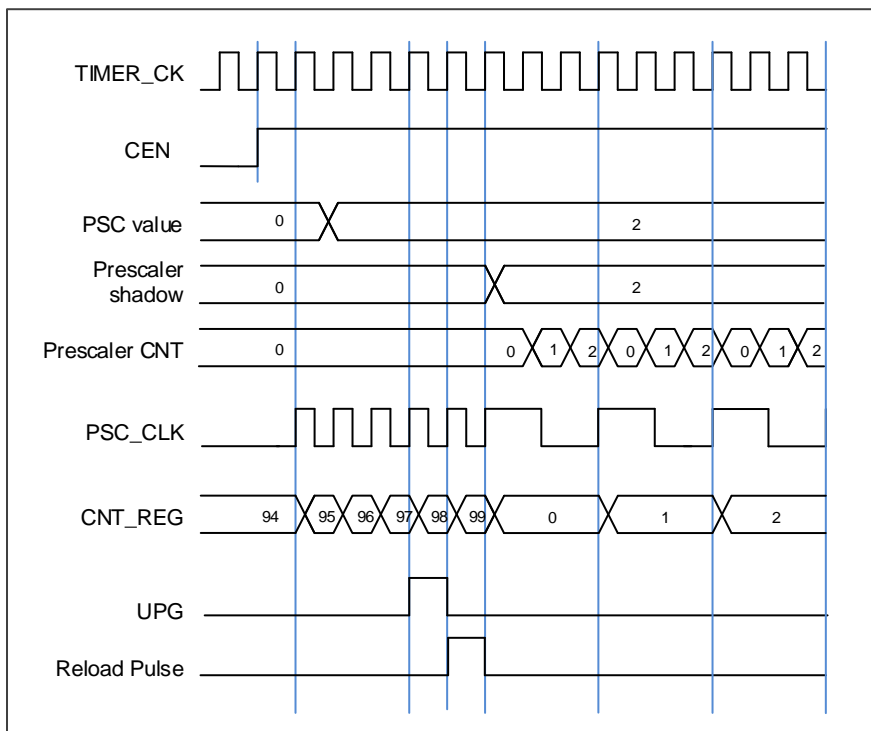 TIMER_CK
CEN
PSC value 0 2
Prescaler
shadow 0 2
Prescaler CNT 0 0 1 2 0 1 2 0 1 2
PSC_CLK
CNT_REG 94 95 96 97 98 99 0 1 2
UPG
Reload Pulse